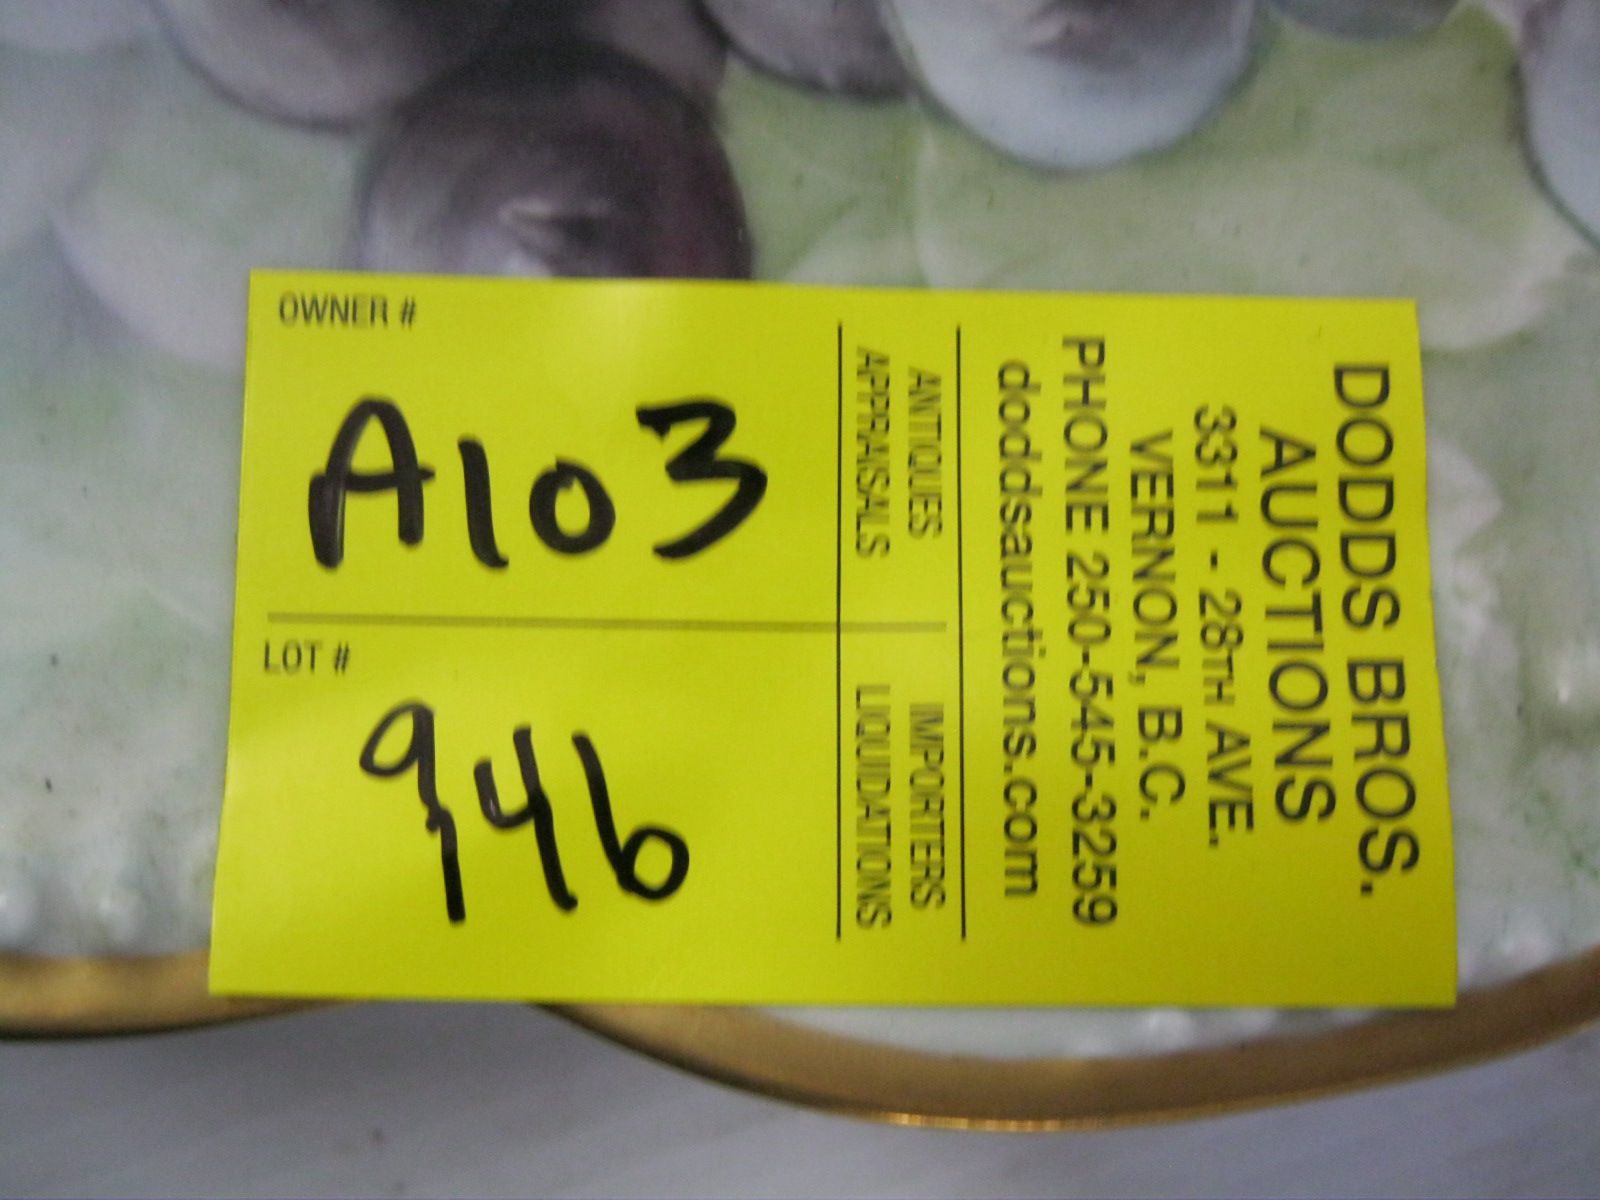 OWNER #
A103
LOT #
946
DODDS BROS.
AUCTIONS
3311 - 28TH AVE.
VERNON, B.C.
PHONE 250-545-3259
doddsauctions.com
ANTIQUES IMPORTERS
APPRAISALS LIQUIDATIONS